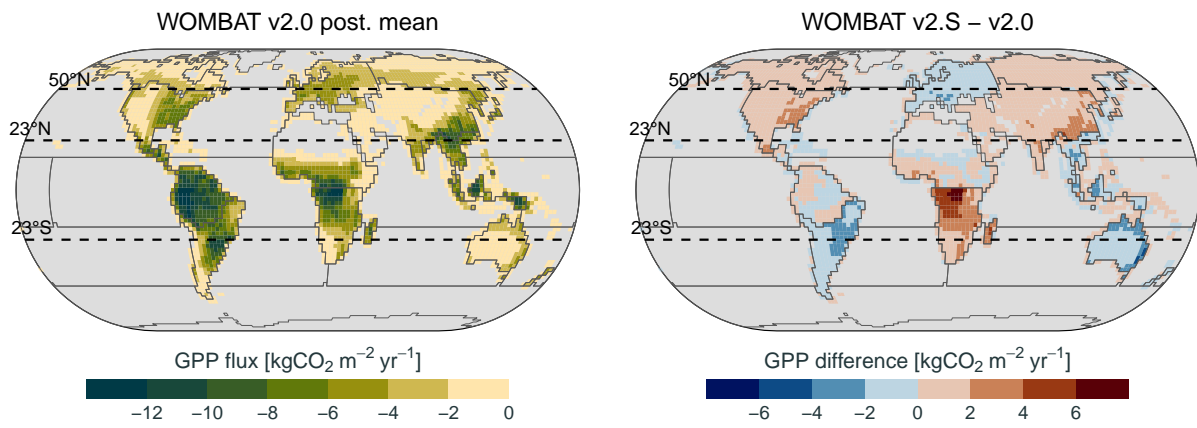 WOMBAT v2.0 post. mean
50°N
23°N
23°S
GPP flux [kgCO₂ m⁻² yr⁻¹]
−12 −10 −8 −6 −4 −2 0
WOMBAT v2.S − v2.0
50°N
23°N
23°S
GPP difference [kgCO₂ m⁻² yr⁻¹]
−6 −4 −2 0 2 4 6